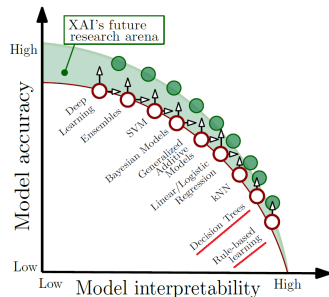 XAI's future
research arena
High
Deep
Learning
Ensembles
SVM
Bayesian Models
Generalized
Additive
Models
Linear/Logistic
Regression
kNN
Decision Trees
Rule-based
learning
Model accuracy
Low
Low
High
Model interpretability